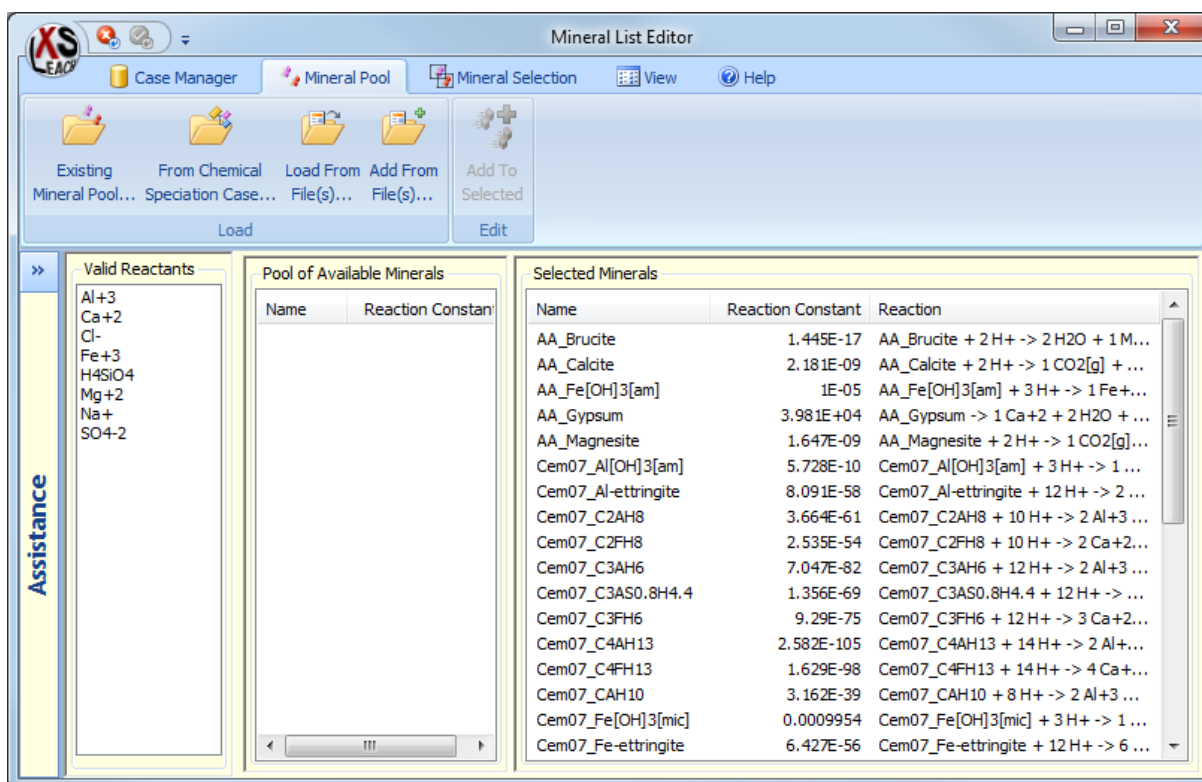 Mineral List Editor
XS
LEACH
Case Manager Mineral Pool Mineral Selection View Help
Existing
Mineral Pool...
From Chemical
Speciation Case...
Load From
File(s)...
Add From
File(s)...
Add To
Selected
Load
Edit
»
Assistance
Valid Reactants
Al+3
Ca+2
Cl-
Fe+3
H4SiO4
Mg+2
Na+
SO4-2
Pool of Available Minerals
Name Reaction Constant
Selected Minerals
Name Reaction Constant Reaction
AA_Brucite 1.445E-17 AA_Brucite + 2 H+ -> 2 H2O + 1 M...
AA_Calcite 2.181E-09 AA_Calcite + 2 H+ -> 1 CO2[g] + ...
AA_Fe[OH]3[am] 1E-05 AA_Fe[OH]3[am] + 3 H+ -> 1 Fe+...
AA_Gypsum 3.981E+04 AA_Gypsum -> 1 Ca+2 + 2 H2O + ...
AA_Magnesite 1.647E-09 AA_Magnesite + 2 H+ -> 1 CO2[g]...
Cem07_Al[OH]3[am] 5.728E-10 Cem07_Al[OH]3[am] + 3 H+ -> 1 ...
Cem07_Al-ettringite 8.091E-58 Cem07_Al-ettringite + 12 H+ -> 2 ...
Cem07_C2AH8 3.664E-61 Cem07_C2AH8 + 10 H+ -> 2 Al+3 ...
Cem07_C2FH8 2.535E-54 Cem07_C2FH8 + 10 H+ -> 2 Ca+2...
Cem07_C3AH6 7.047E-82 Cem07_C3AH6 + 12 H+ -> 2 Al+3 ...
Cem07_C3AS0.8H4.4 1.356E-69 Cem07_C3AS0.8H4.4 + 12 H+ -> ...
Cem07_C3FH6 9.29E-75 Cem07_C3FH6 + 12 H+ -> 3 Ca+2...
Cem07_C4AH13 2.582E-105 Cem07_C4AH13 + 14 H+ -> 2 Al+...
Cem07_C4FH13 1.629E-98 Cem07_C4FH13 + 14 H+ -> 4 Ca+...
Cem07_CAH10 3.162E-39 Cem07_CAH10 + 8 H+ -> 2 Al+3 ...
Cem07_Fe[OH]3[mic] 0.0009954 Cem07_Fe[OH]3[mic] + 3 H+ -> 1 ...
Cem07_Fe-ettringite 6.427E-56 Cem07_Fe-ettringite + 12 H+ -> 6 ...